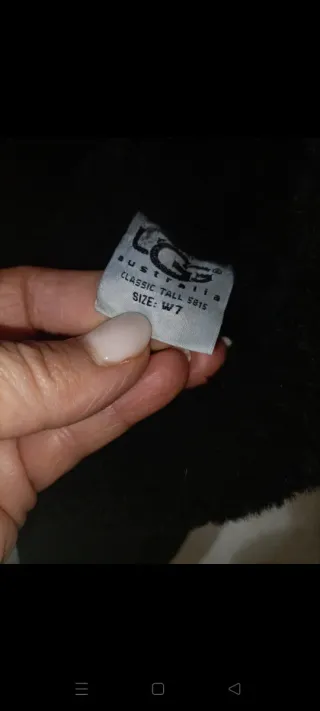 UGG®
australia
CLASSIC TALL 5815
SIZE: W7